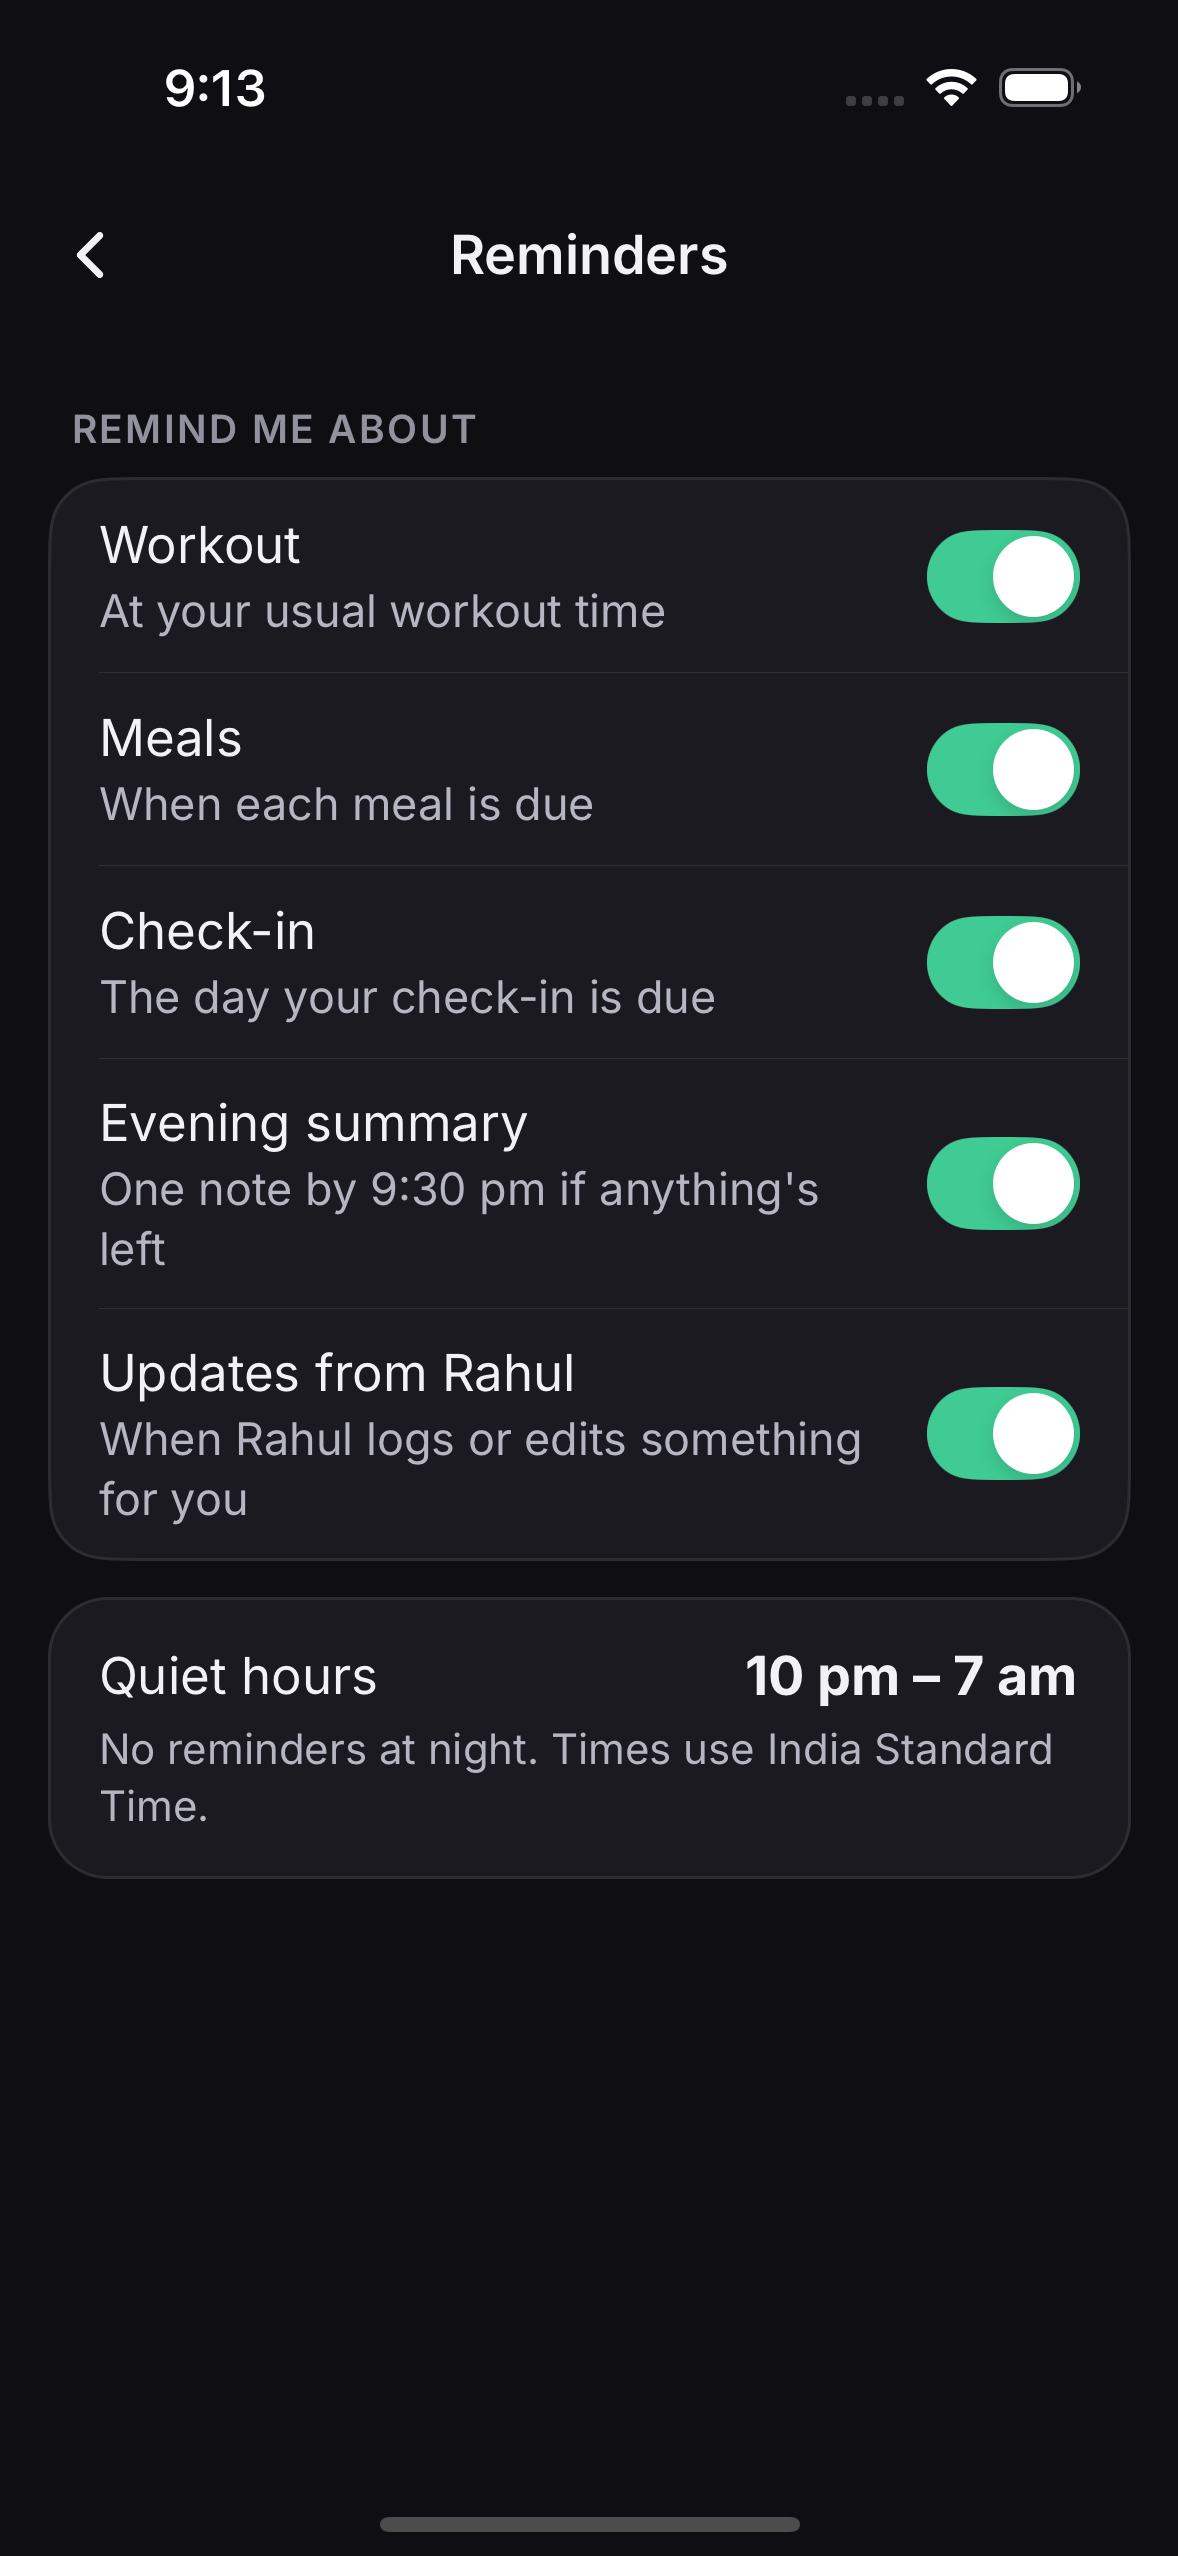 9:13
Reminders
REMIND ME ABOUT
Workout
At your usual workout time
Meals
When each meal is due
Check-in
The day your check-in is due
Evening summary
One note by 9:30 pm if anything's
left
Updates from Rahul
When Rahul logs or edits something
for you
Quiet hours
10 pm – 7 am
No reminders at night. Times use India Standard
Time.